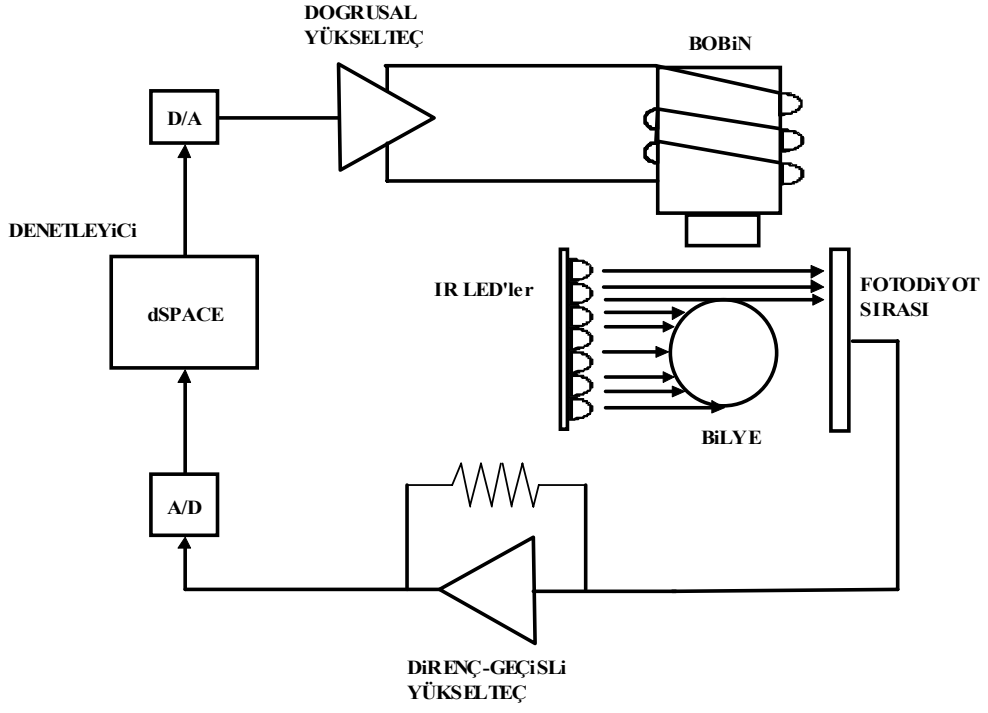 DOGRUSAL
YÜKSELTEÇ
BOBiN
D/A
DENETLEYiCi
dSPACE
IR LED'ler
FOTODiYOT
SIRASI
BiLYE
A/D
DiRENÇ-GEÇiSLi
YÜKSELTEÇ